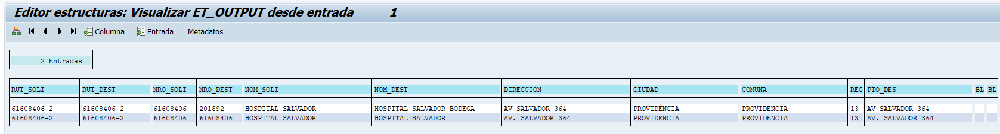 Editor estructuras: Visualizar ET_OUTPUT desde entrada 1
Columna Entrada Metadatos
2 Entradas
RUT_SOLI RUT_DEST NRO_SOLI NRO_DEST NOM_SOLI NOM_DEST DIRECCION CIUDAD COMUNA REG PTO_DES BL BL
61608406-2 61608406-2 61608406 201892 HOSPITAL SALVADOR HOSPITAL SALVADOR BODEGA AV SALVADOR 364 PROVIDENCIA PROVIDENCIA 13 AV SALVADOR 364
61608406-2 61608406-2 61608406 61608406 HOSPITAL SALVADOR HOSPITAL SALVADOR AV. SALVADOR 364 PROVIDENCIA PROVIDENCIA 13 AV. SALVADOR 364